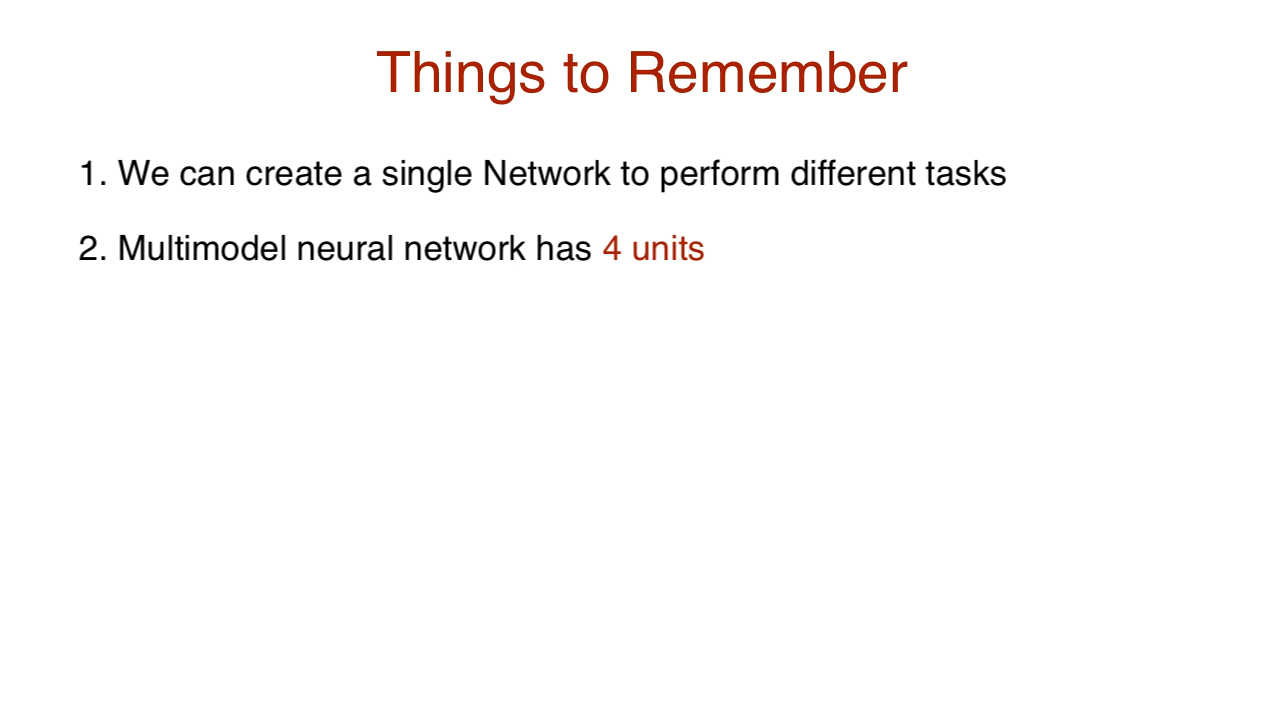 Things to Remember
1. We can create a single Network to perform different tasks
2. Multimodel neural network has 4 units